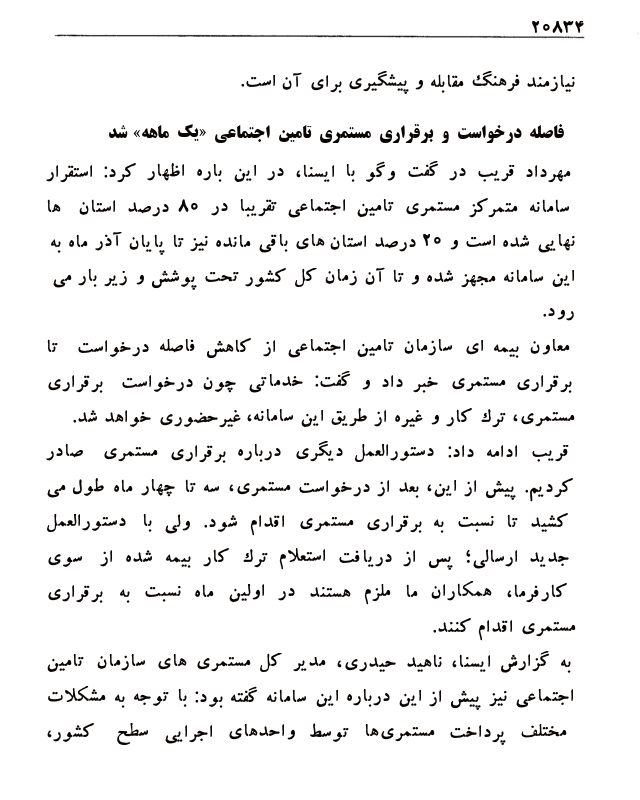 ۲۰۸۳۴
نیازمند فرهنگ مقابله و پیشگیری برای آن است.
فاصله درخواست و برقراری مستمری تامین اجتماعی «یک ماهه» شد
مهرداد قریب در گفت وگو با ایسنا، در این باره اظهار کرد: استقرار
سامانه متمرکز مستمری تامین اجتماعی تقریبا در ۸۰ درصد استان ها
نهایی شده است و ۲۰ درصد استان های باقی مانده نیز تا پایان آذر ماه به
این سامانه مجهز شده و تا آن زمان کل کشور تحت پوشش و زیر بار می
رود.
معاون بیمه ای سازمان تامین اجتماعی از کاهش فاصله درخواست تا
برقراری مستمری خبر داد و گفت: خدماتی چون درخواست برقراری
مستمری، ترك کار و غیره از طریق این سامانه، غیرحضوری خواهد شد.
قریب ادامه داد: دستورالعمل دیگری درباره برقراری مستمری صادر
کردیم. پیش از این، بعد از درخواست مستمری، سه تا چهار ماه طول می
کشید تا نسبت به برقراری مستمری اقدام شود. ولی با دستورالعمل
جدید ارسالی؛ پس از دریافت استعلام ترك کار بیمه شده از سوی
کارفرما، همکاران ما ملزم هستند در اولین ماه نسبت به برقراری
مستمری اقدام کنند.
به گزارش ایسنا، ناهید حیدری، مدیر کل مستمری های سازمان تامین
اجتماعی نیز پیش از این درباره این سامانه گفته بود: با توجه به مشکلات
مختلف پرداخت مستمری‌ها توسط واحدهای اجرایی سطح کشور،